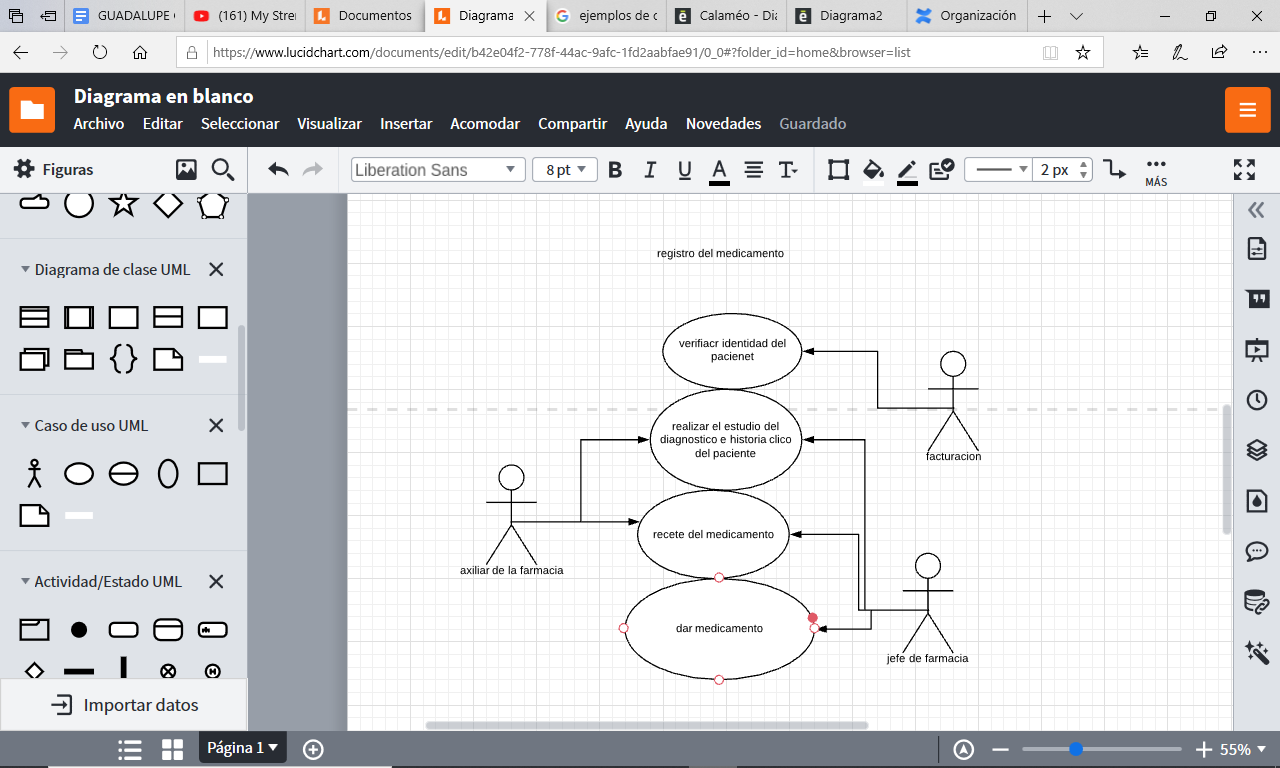 GUADALUPE
(161) My Stre
Documentos
Diagrama
ejemplos de c
Calaméo - Dia
Diagrama2
Organización
https://www.lucidchart.com/documents/edit/b42e04f2-778f-44ac-9afc-1fd2aabfae91/0_0#?folder_id=home&browser=list
Diagrama en blanco
Archivo Editar Seleccionar Visualizar Insertar Acomodar Compartir Ayuda Novedades Guardado
Figuras
Liberation Sans 8 pt B I U A T 2 px MÁS
Diagrama de clase UML
Caso de uso UML
Actividad/Estado UML
Importar datos
registro del medicamento
verifiacr identidad del
pacienet
realizar el estudio del
diagnostico e historia clico
del paciente
facturacion
recete del medicamento
axiliar de la farmacia
dar medicamento
jefe de farmacia
Página 1
55%